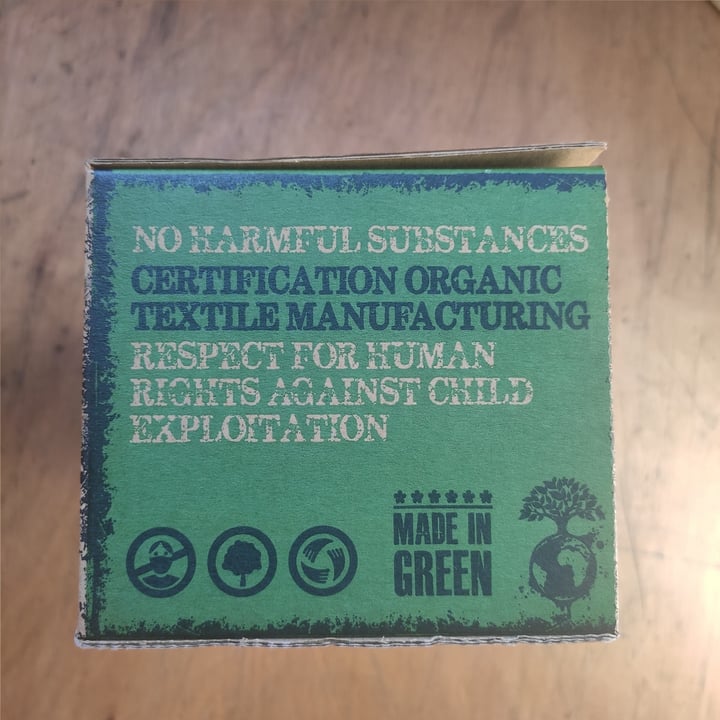 NO HARMFUL SUBSTANCES
CERTIFICATION ORGANIC
TEXTILE MANUFACTURING
RESPECT FOR HUMAN
RIGHTS AGAINST CHILD
EXPLOITATION
MADE IN
GREEN